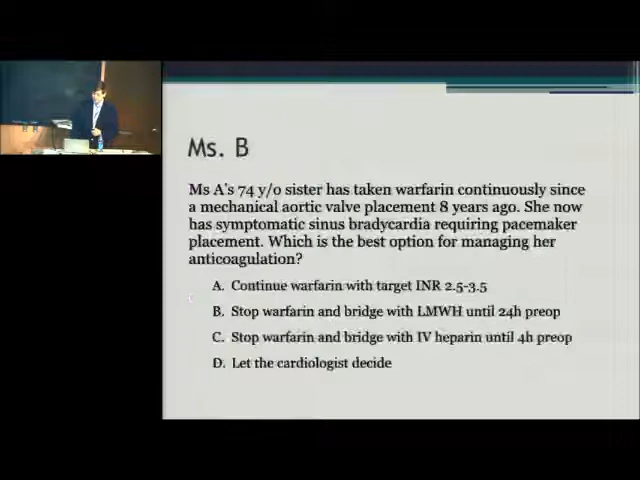 Ms. B
Ms A's 74 y/o sister has taken warfarin continuously since
a mechanical aortic valve placement 8 years ago. She now
has symptomatic sinus bradycardia requiring pacemaker
placement. Which is the best option for managing her
anticoagulation?
A. Continue warfarin with target INR 2.5-3.5
B. Stop warfarin and bridge with LMWH until 24h preop
C. Stop warfarin and bridge with IV heparin until 4h preop
D. Let the cardiologist decide